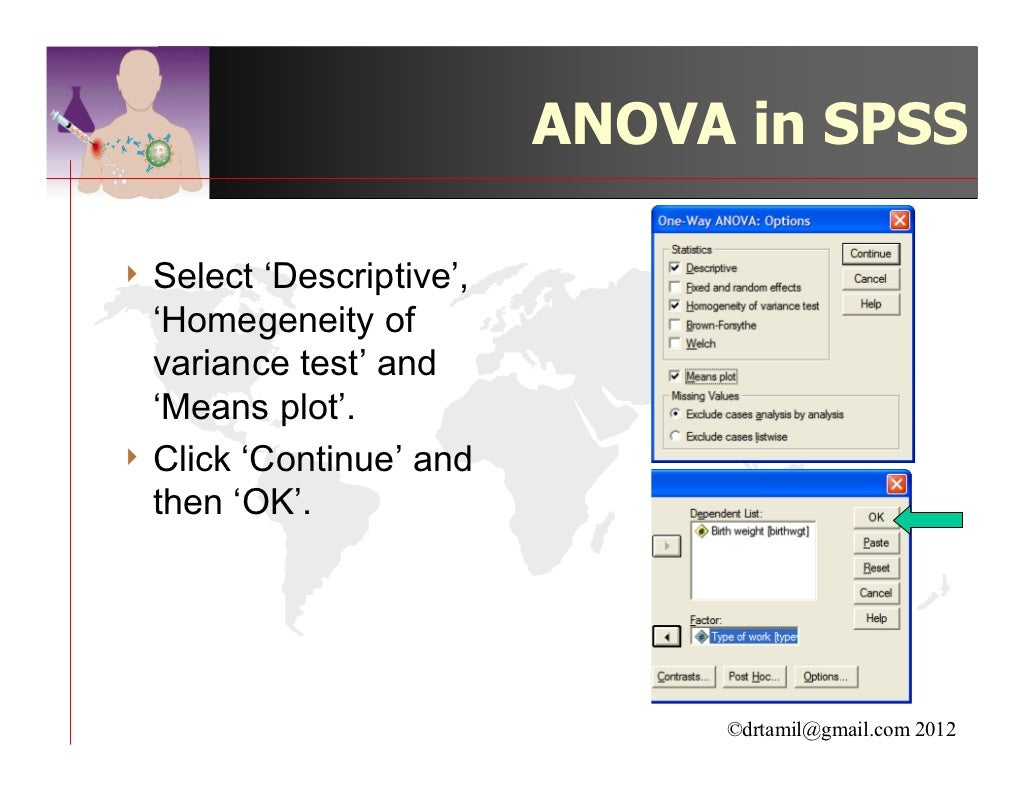 ANOVA in SPSS
Select ‘Descriptive’,
‘Homegeneity of
variance test’ and
‘Means plot’.
Click ‘Continue’ and
then ‘OK’.
One-Way ANOVA: Options
Statistics
Descriptive
Fixed and random effects
Homogeneity of variance test
Brown-Forsythe
Welch
Means plot
Missing Values
Exclude cases analysis by analysis
Exclude cases listwise
Continue
Cancel
Help
Dependent List:
Birth weight [birthwgt]
Factor:
Type of work [type
OK
Paste
Reset
Cancel
Help
Contrasts...
Post Hoc...
Options...
©drtamil@gmail.com 2012